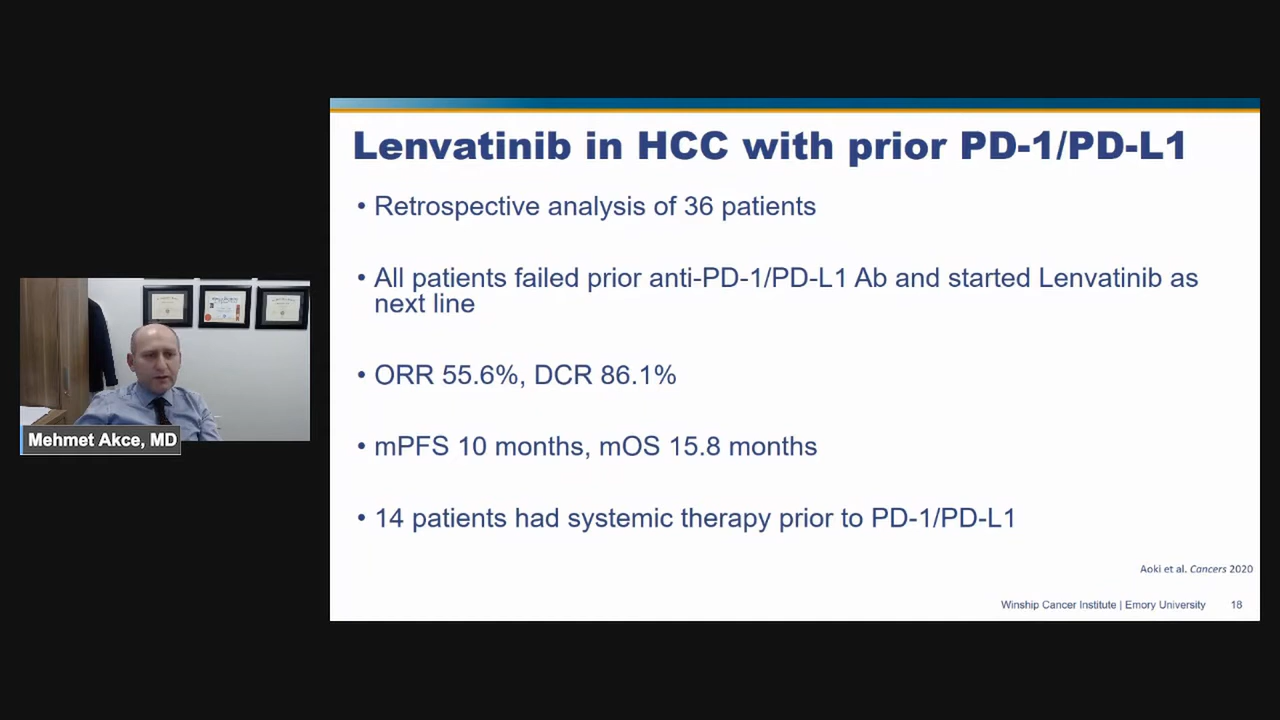 Lenvatinib in HCC with prior PD-1/PD-L1
• Retrospective analysis of 36 patients
• All patients failed prior anti-PD-1/PD-L1 Ab and started Lenvatinib as
next line
• ORR 55.6%, DCR 86.1%
• mPFS 10 months, mOS 15.8 months
• 14 patients had systemic therapy prior to PD-1/PD-L1
Aoki et al. Cancers 2020
Winship Cancer Institute | Emory University 18
Mehmet Akce, MD